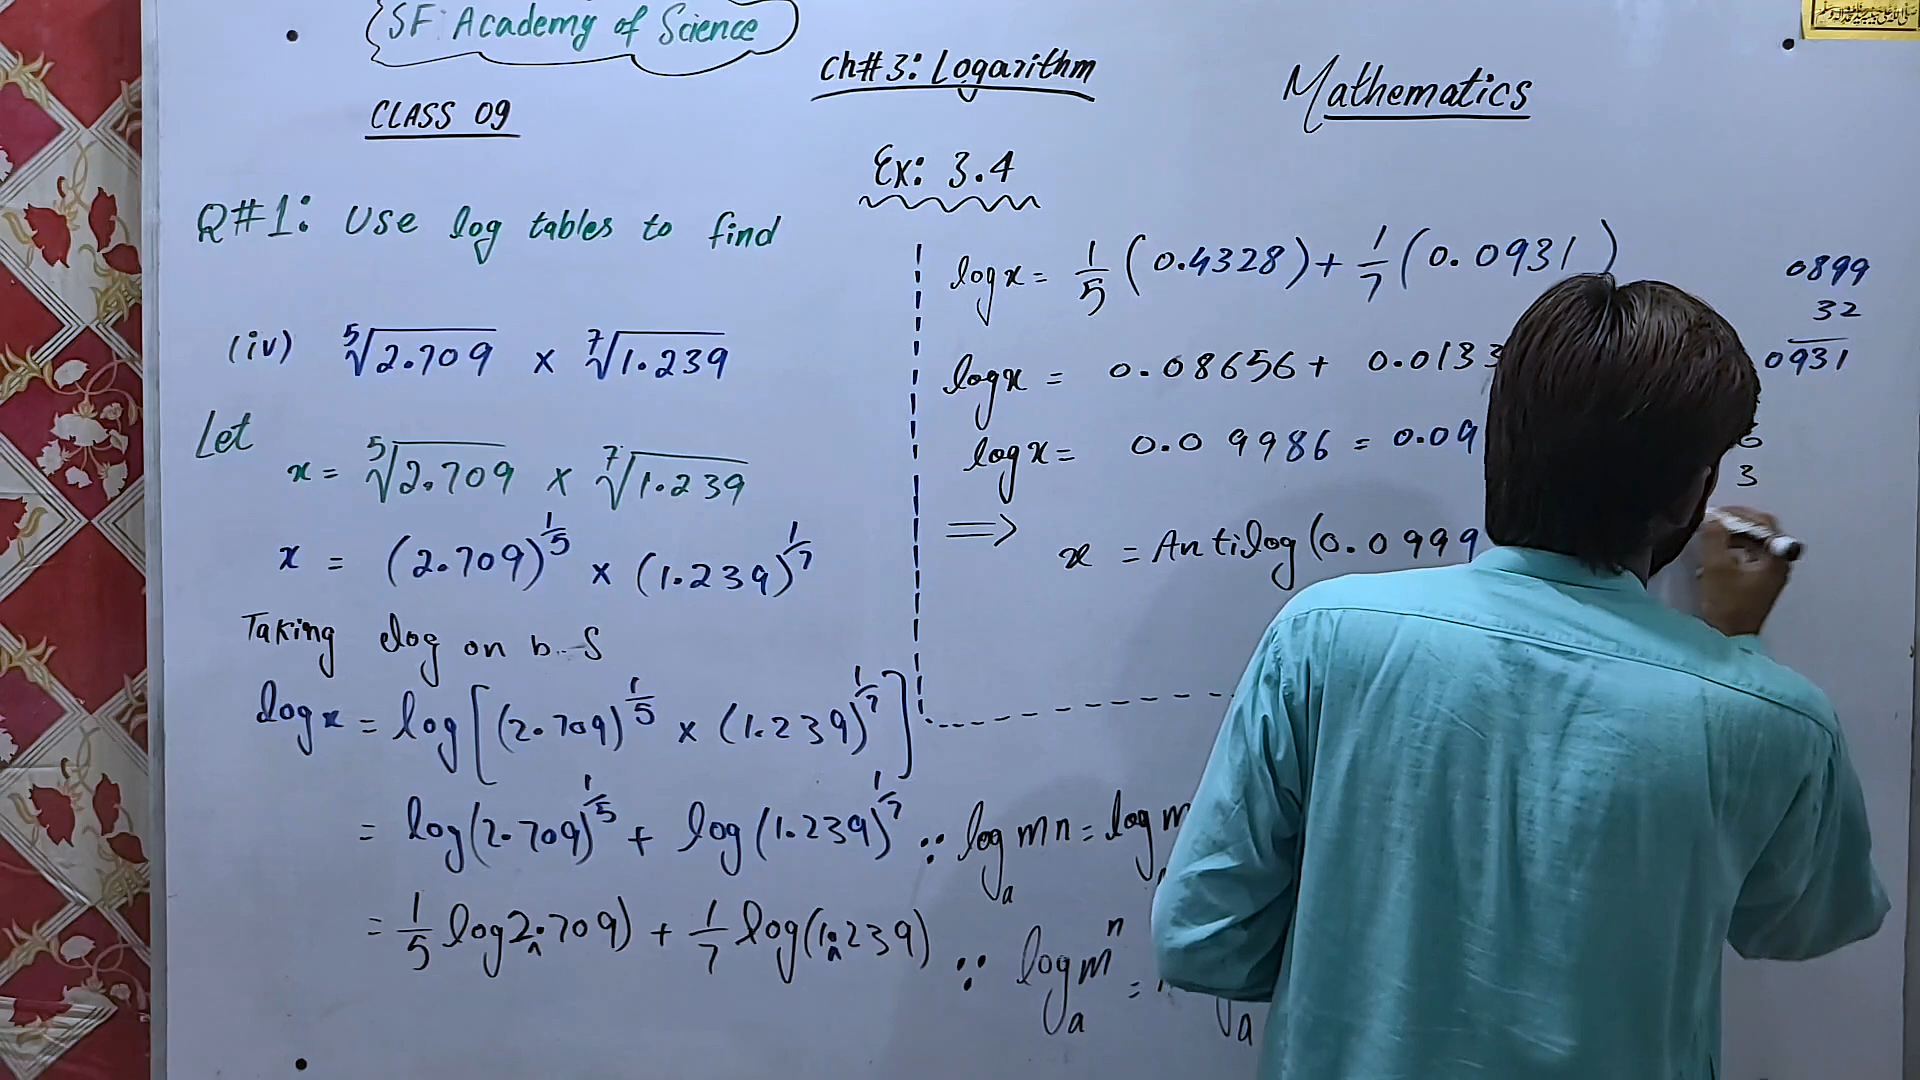 SF Academy of Science
Ch#3: Logarithm
Mathematics
CLASS 09
Ex: 3.4
Q#1: Use log tables to find
(iv) ⁵√2.709 × ⁷√1.239
Let
x = ⁵√2.709 × ⁷√1.239
x = (2.709)^1/5 × (1.239)^1/7
Taking log on b.S
log x = log[(2.709)^1/5 × (1.239)^1/7]
= log(2.709)^1/5 + log(1.239)^1/7 ∵ log_a mn = log m
= 1/5 log2.709) + 1/7 log(1.239) ∵ log_a m^n =
log x = 1/5 (0.4328) + 1/7 (0.0931)
log x = 0.08656 + 0.0133
log x = 0.09986 = 0.09
⟹ x = Antilog(0.0999
0899
32
0931
3